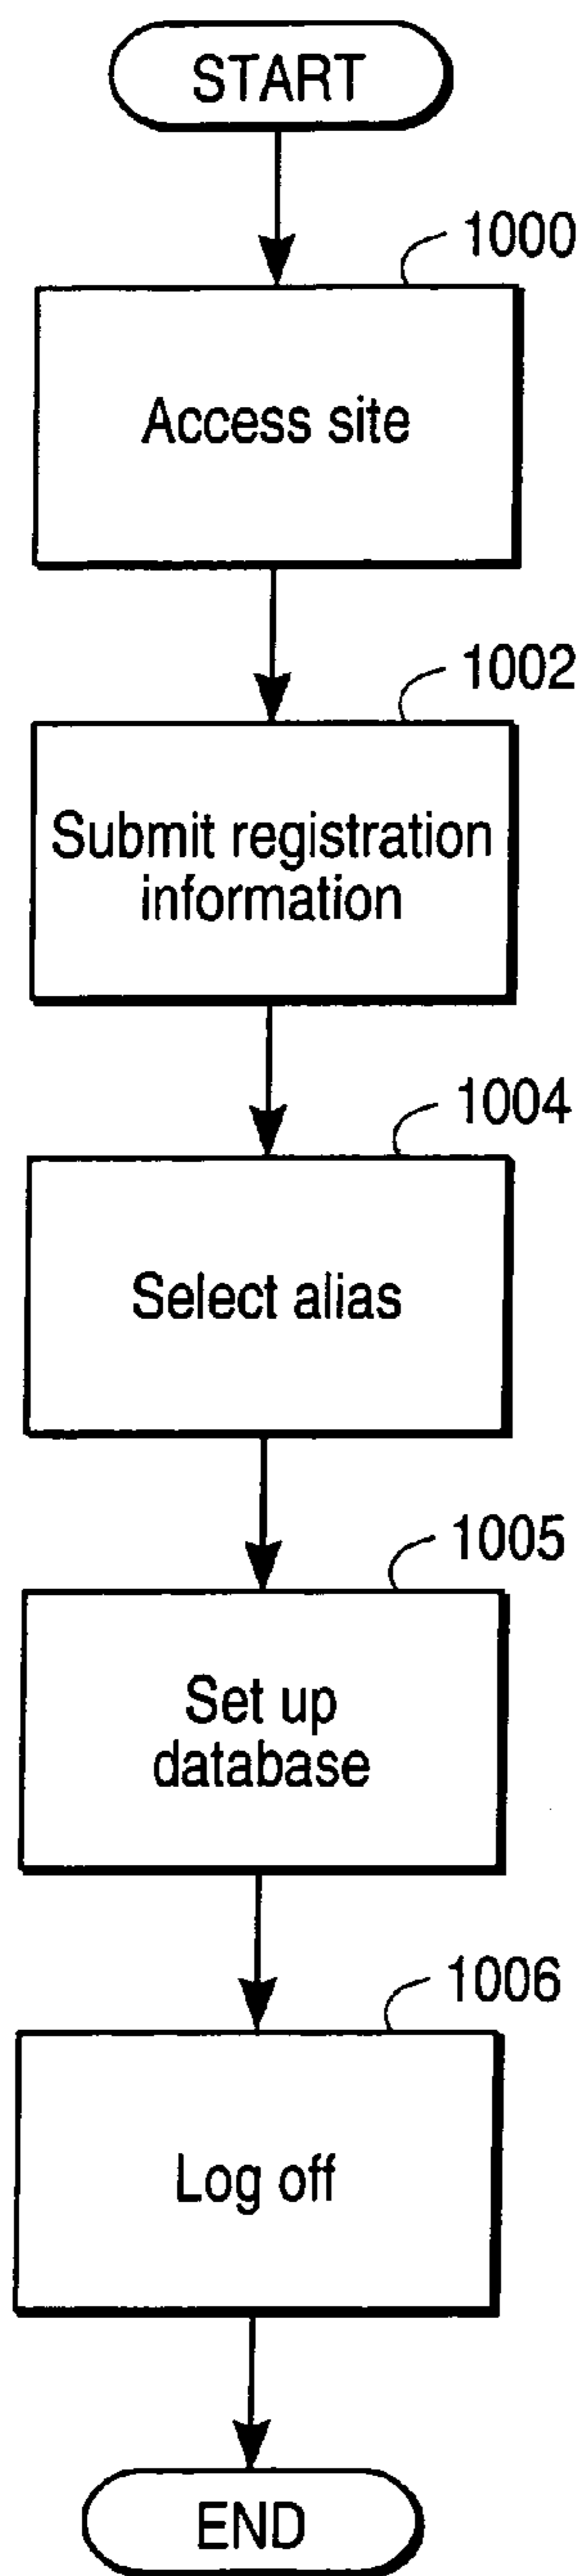 START
1000
Access site
1002
Submit registration
information
1004
Select alias
1005
Set up
database
1006
Log off
END